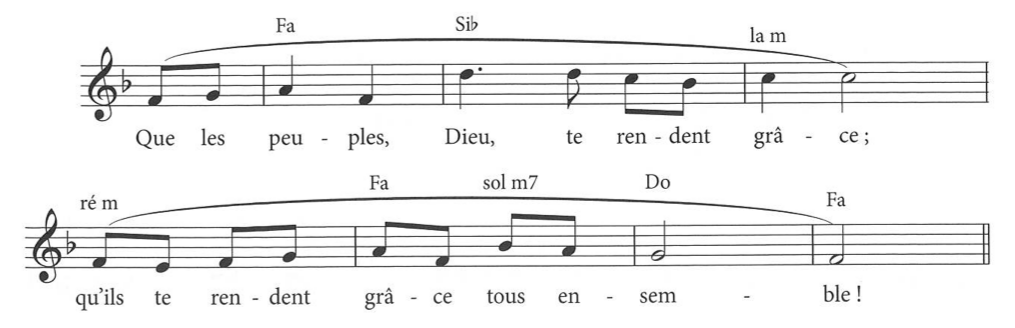 Fa Si♭ la m
Que les peu - ples, Dieu, te ren - dent grâ - ce ;
ré m Fa sol m7 Do Fa
qu'ils te ren - dent grâ - ce tous en - sem - ble !